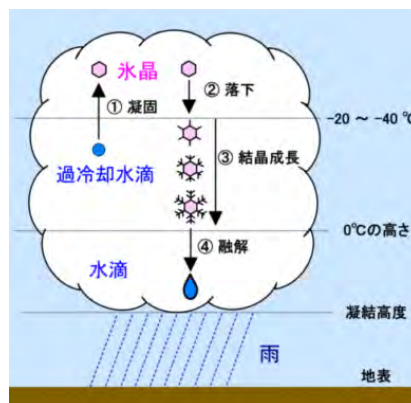 氷晶
① 凝固
② 落下
-20 ~ -40 ℃
過冷却水滴
③ 結晶成長
0℃の高さ
④ 融解
水滴
凝結高度
雨
地表